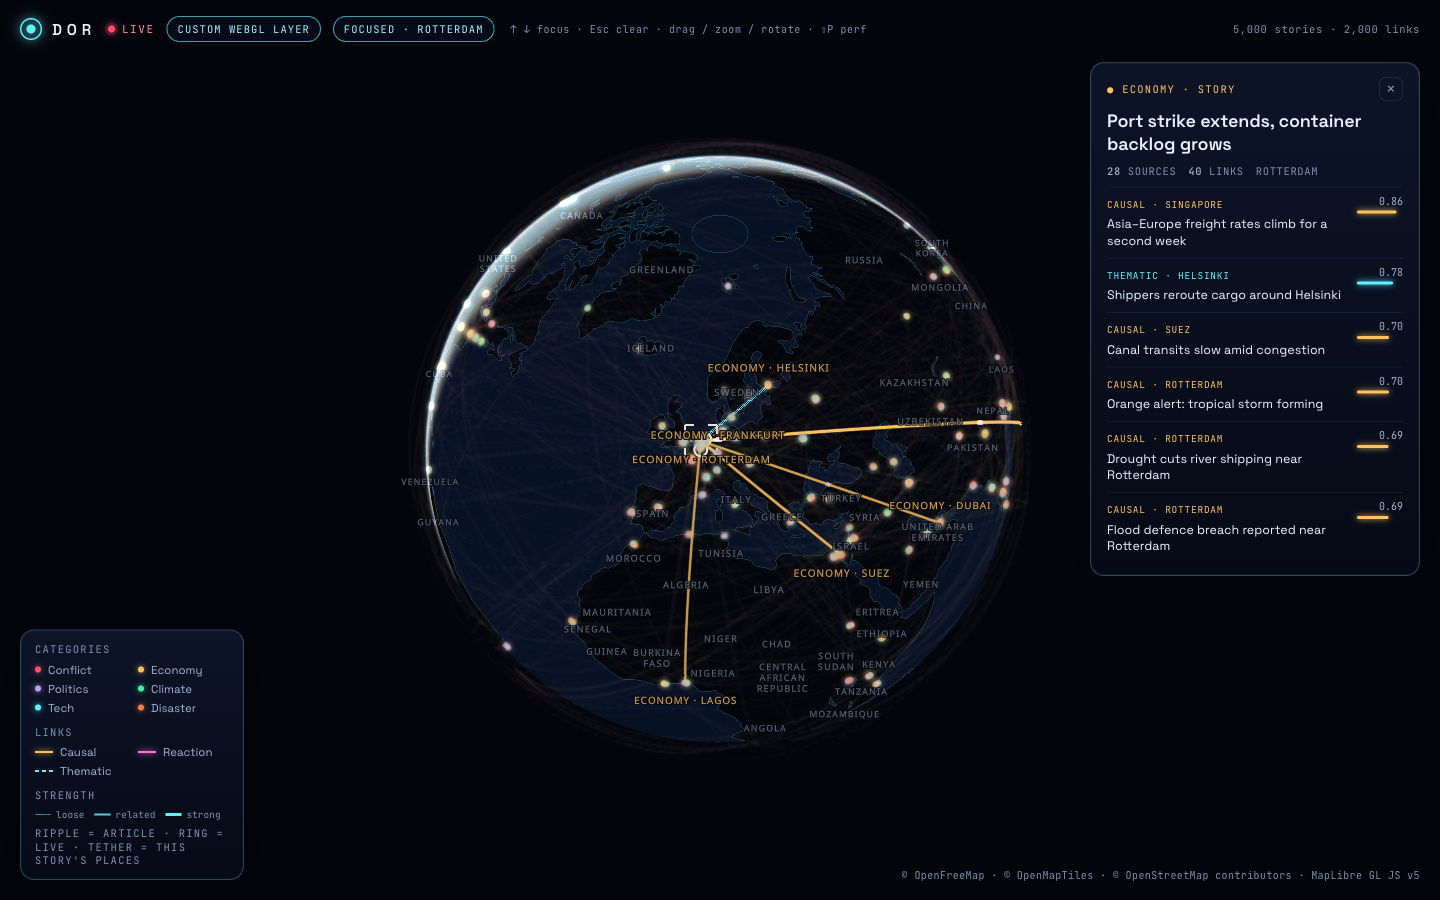 DOR
LIVE
CUSTOM WEBGL LAYER
FOCUSED · ROTTERDAM
↑ ↓ focus · Esc clear · drag / zoom / rotate · ⇧P perf
5,000 stories · 2,000 links
ECONOMY · STORY
×
Port strike extends, container
backlog grows
28 SOURCES 40 LINKS ROTTERDAM
CAUSAL · SINGAPORE
0.86
Asia–Europe freight rates climb for a
second week
THEMATIC · HELSINKI
0.78
Shippers reroute cargo around Helsinki
CAUSAL · SUEZ
0.70
Canal transits slow amid congestion
CAUSAL · ROTTERDAM
0.70
Orange alert: tropical storm forming
CAUSAL · ROTTERDAM
0.69
Drought cuts river shipping near
Rotterdam
CAUSAL · ROTTERDAM
0.69
Flood defence breach reported near
Rotterdam
CANADA
UNITED
STATES
GREENLAND
RUSSIA
SOUTH
KOREA
MONGOLIA
CHINA
ICELAND
CUBA
ECONOMY · HELSINKI
SWEDEN
KAZAKHSTAN
LAOS
UZBEKISTAN
NEPAL
ECONOMY · FRANKFURT
ECONOMY · ROTTERDAM
PAKISTAN
VENEZUELA
GUYANA
SPAIN
ITALY
GREECE
TURKEY
SYRIA
ECONOMY · DUBAI
UNITED ARAB
EMIRATES
MOROCCO
TUNISIA
ISRAEL
ECONOMY · SUEZ
ALGERIA
LIBYA
YEMEN
MAURITANIA
SENEGAL
ERITREA
ETHIOPIA
GUINEA
BURKINA
FASO
NIGER
CHAD
NIGERIA
CENTRAL
AFRICAN
REPUBLIC
SOUTH
SUDAN
KENYA
TANZANIA
ECONOMY · LAGOS
MOZAMBIQUE
ANGOLA
CATEGORIES
Conflict
Economy
Politics
Climate
Tech
Disaster
LINKS
Causal
Reaction
Thematic
STRENGTH
loose
related
strong
RIPPLE = ARTICLE · RING =
LIVE · TETHER = THIS
STORY'S PLACES
© OpenFreeMap · © OpenMapTiles · © OpenStreetMap contributors · MapLibre GL JS v5